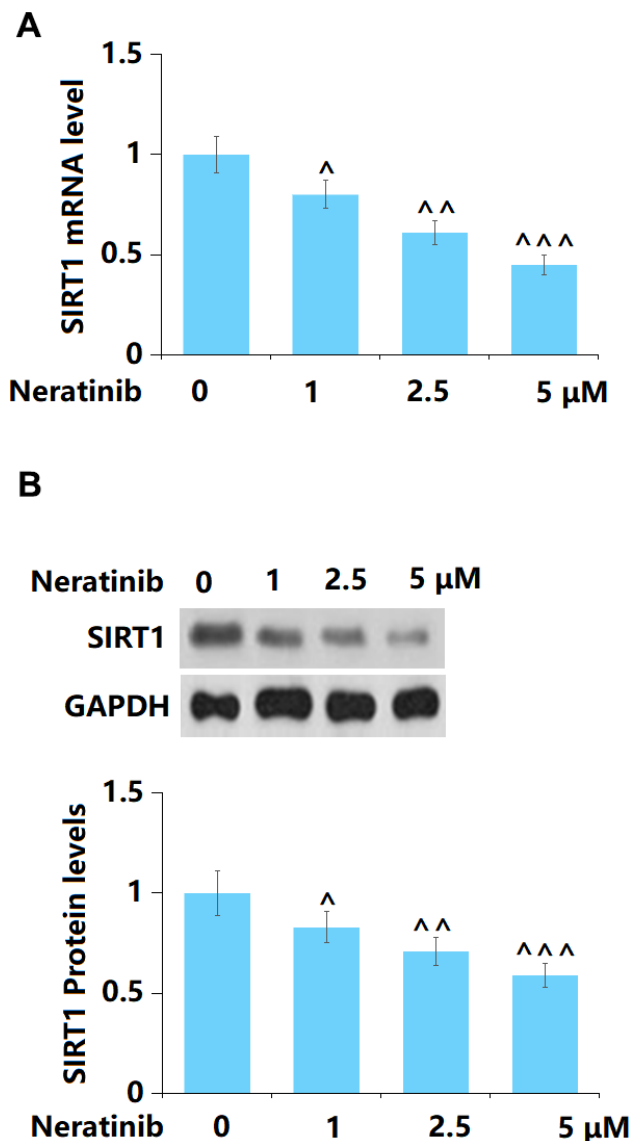 A
1.5
1
0.5
0
SIRT1 mRNA level
^
^^
^^^
Neratinib 0 1 2.5 5 μM
B
Neratinib 0 1 2.5 5 μM
SIRT1
GAPDH
1.5
1
0.5
0
SIRT1 Protein levels
^
^^
^^^
Neratinib 0 1 2.5 5 μM